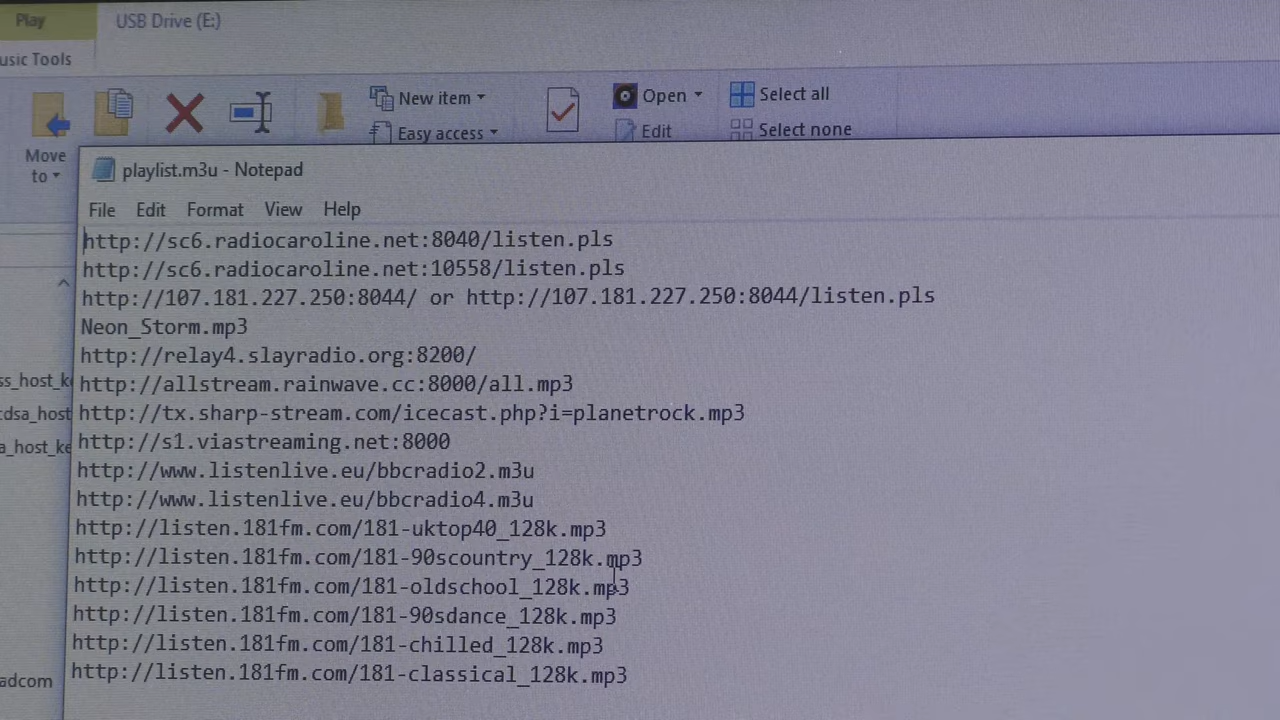 Play USB Drive (E:)
usic Tools
New item Open Select all
Easy access Edit Select none
Move
to
playlist.m3u - Notepad
File Edit Format View Help
http://sc6.radiocaroline.net:8040/listen.pls
http://sc6.radiocaroline.net:10558/listen.pls
http://107.181.227.250:8044/ or http://107.181.227.250:8044/listen.pls
Neon_Storm.mp3
http://relay4.slayradio.org:8200/
ss_host_k
http://allstream.rainwave.cc:8000/all.mp3
cdsa_host
http://tx.sharp-stream.com/icecast.php?i=planetrock.mp3
a_host_ke
http://s1.viastreaming.net:8000
http://www.listenlive.eu/bbcradio2.m3u
http://www.listenlive.eu/bbcradio4.m3u
http://listen.181fm.com/181-uktop40_128k.mp3
http://listen.181fm.com/181-90scountry_128k.mp3
http://listen.181fm.com/181-oldschool_128k.mp3
http://listen.181fm.com/181-90sdance_128k.mp3
http://listen.181fm.com/181-chilled_128k.mp3
http://listen.181fm.com/181-classical_128k.mp3
adcom